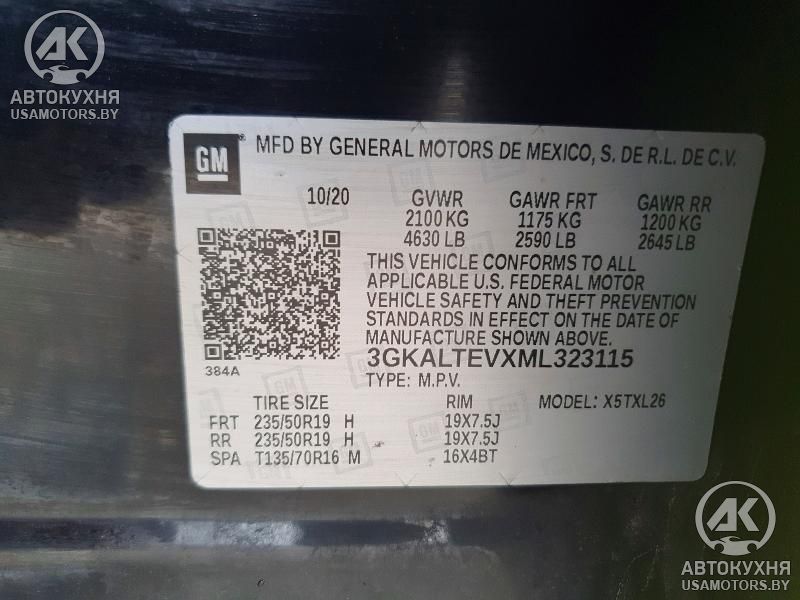 АК
АВТОКУХНЯ
USAMOTORS.BY
GM ® MFD BY GENERAL MOTORS DE MEXICO, S. DE R.L. DE C.V.
10/20 GVWR GAWR FRT GAWR RR
2100 KG 1175 KG 1200 KG
4630 LB 2590 LB 2645 LB
THIS VEHICLE CONFORMS TO ALL
APPLICABLE U.S. FEDERAL MOTOR
VEHICLE SAFETY AND THEFT PREVENTION
STANDARDS IN EFFECT ON THE DATE OF
MANUFACTURE SHOWN ABOVE.
384A 3GKALTEVXML323115
TYPE: M.P.V.
TIRE SIZE RIM MODEL: X5TXL26
FRT 235/50R19 H 19X7.5J
RR 235/50R19 H 19X7.5J
SPA T135/70R16 M 16X4BT
АК
АВТОКУХНЯ
USAMOTORS.BY